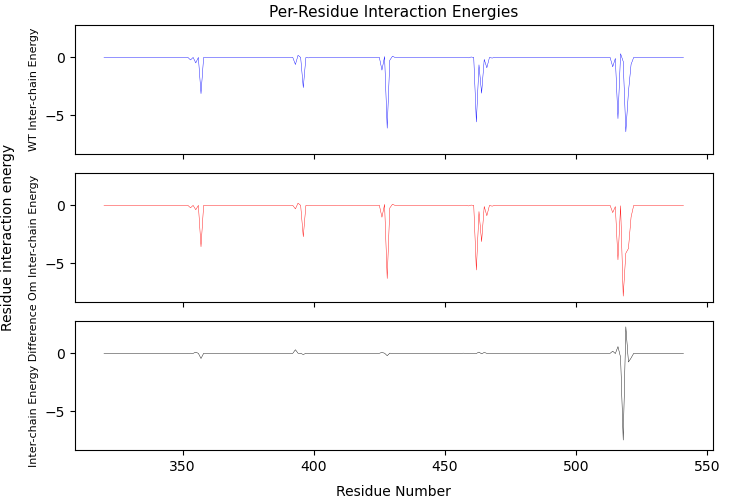 Per-Residue Interaction Energies
Residue interaction energy
WT Inter-chain Energy
0
−5
Om Inter-chain Energy
0
−5
Inter-chain Energy Difference
0
−5
350
400
450
500
550
Residue Number